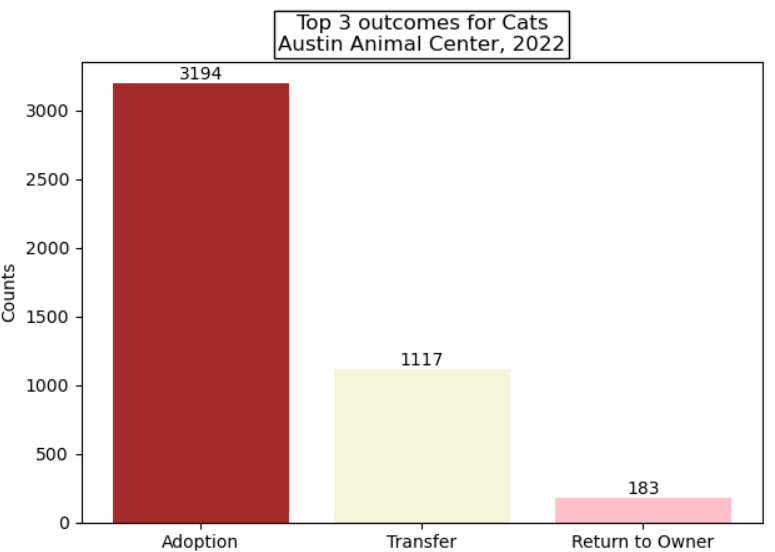 Top 3 outcomes for Cats
Austin Animal Center, 2022
Counts
3000
2500
2000
1500
1000
500
0
3194
1117
183
Adoption
Transfer
Return to Owner